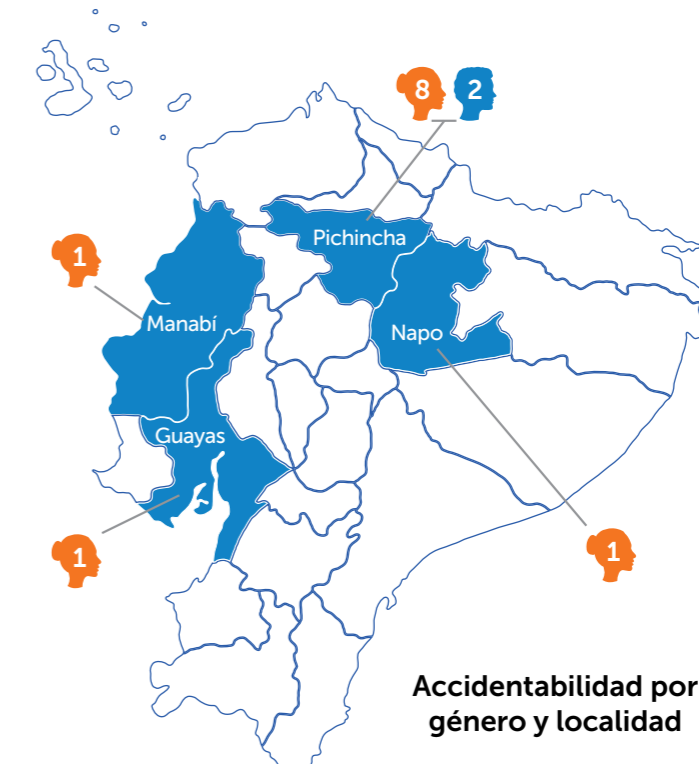 8 2
Pichincha
1
Manabí
Napo
Guayas
1
1
Accidentabilidad por
género y localidad